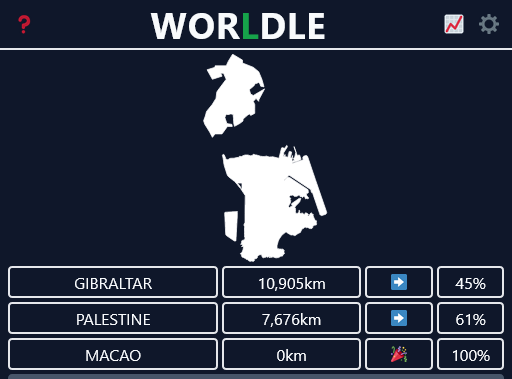 ?
WORLDLE
GIBRALTAR 10,905km ➡️ 45%
PALESTINE 7,676km ➡️ 61%
MACAO 0km 🎉 100%